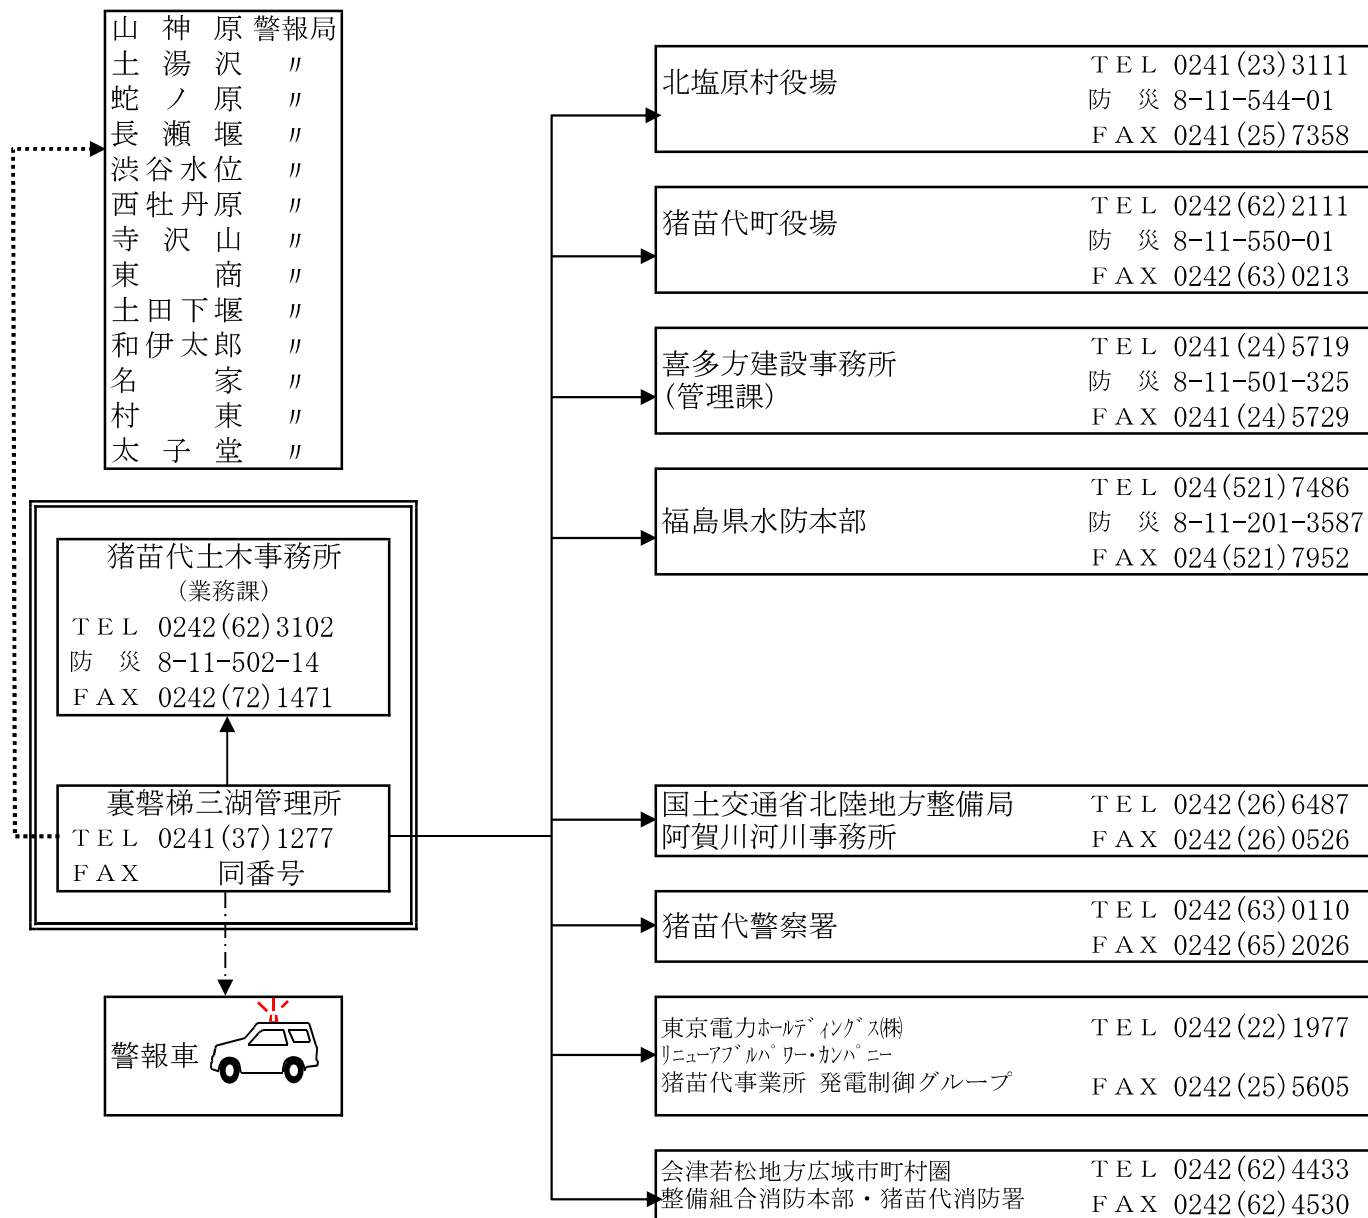 山神原警報局
土湯沢 〃
蛇ノ原 〃
長瀬堰 〃
渋谷水位 〃
西牡丹原 〃
寺沢山 〃
東商 〃
土田下堰 〃
和伊太郎 〃
名家 〃
村東 〃
太子堂 〃
猪苗代土木事務所
(業務課)
TEL 0242(62)3102
防災 8-11-502-14
FAX 0242(72)1471
裏磐梯三湖管理所
TEL 0241(37)1277
FAX 同番号
警報車
北塩原村役場
TEL 0241(23)3111
防災 8-11-544-01
FAX 0241(25)7358
猪苗代町役場
TEL 0242(62)2111
防災 8-11-550-01
FAX 0242(63)0213
喜多方建設事務所
(管理課)
TEL 0241(24)5719
防災 8-11-501-325
FAX 0241(24)5729
福島県水防本部
TEL 024(521)7486
防災 8-11-201-3587
FAX 024(521)7952
国土交通省北陸地方整備局
阿賀川河川事務所
TEL 0242(26)6487
FAX 0242(26)0526
猪苗代警察署
TEL 0242(63)0110
FAX 0242(65)2026
東京電力ホールディングス㈱
リニューアブルパワー・カンパニー
猪苗代事業所 発電制御グループ
TEL 0242(22)1977
FAX 0242(25)5605
会津若松地方広域市町村圏
整備組合消防本部・猪苗代消防署
TEL 0242(62)4433
FAX 0242(62)4530